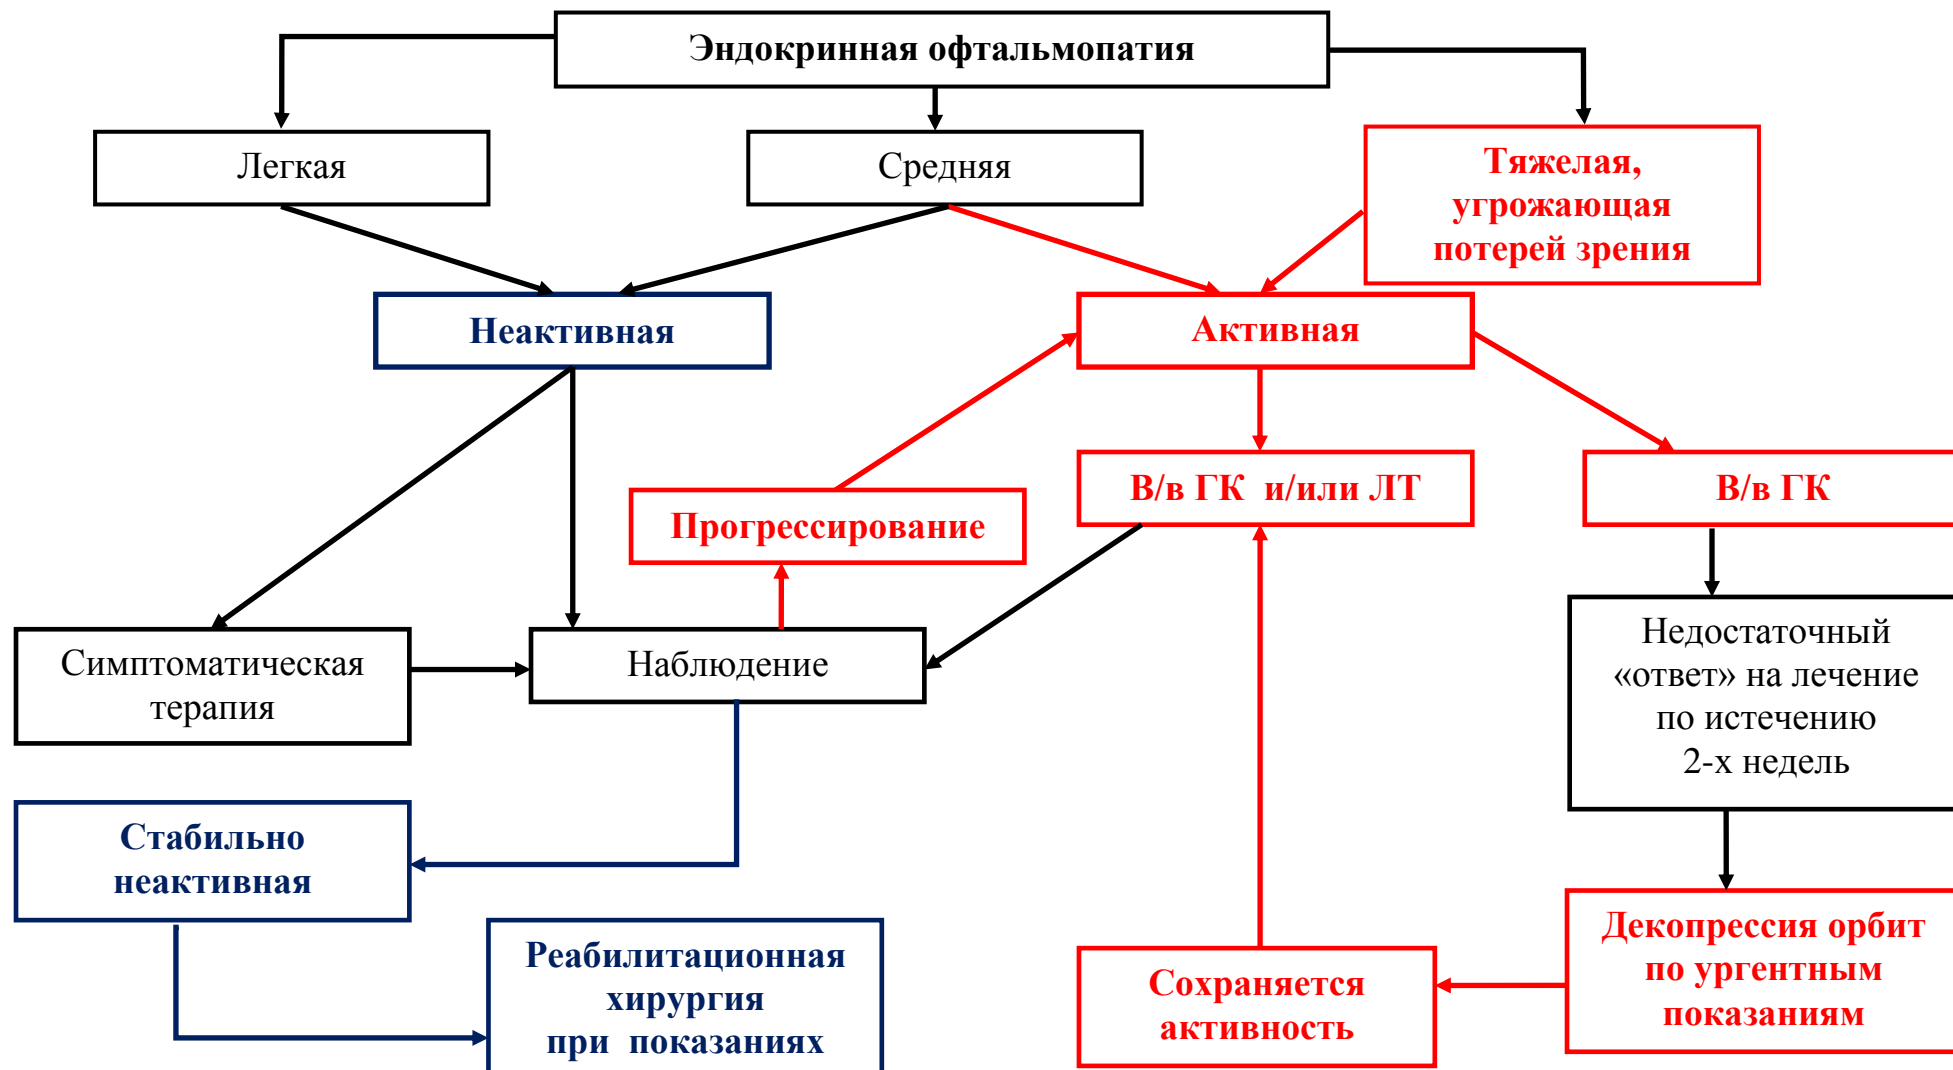 Эндокринная офтальмопатия
Легкая
Средняя
Тяжелая,
угрожающая
потерей зрения
Неактивная
Активная
В/в ГК  и/или ЛТ
В/в ГК
Прогрессирование
Симптоматическая
терапия
Наблюдение
Недостаточный
«ответ» на лечение
по истечению
2-х недель
Стабильно
неактивная
Реабилитационная
хирургия
при  показаниях
Сохраняется
активность
Декопрессия орбит
по ургентным
показаниям